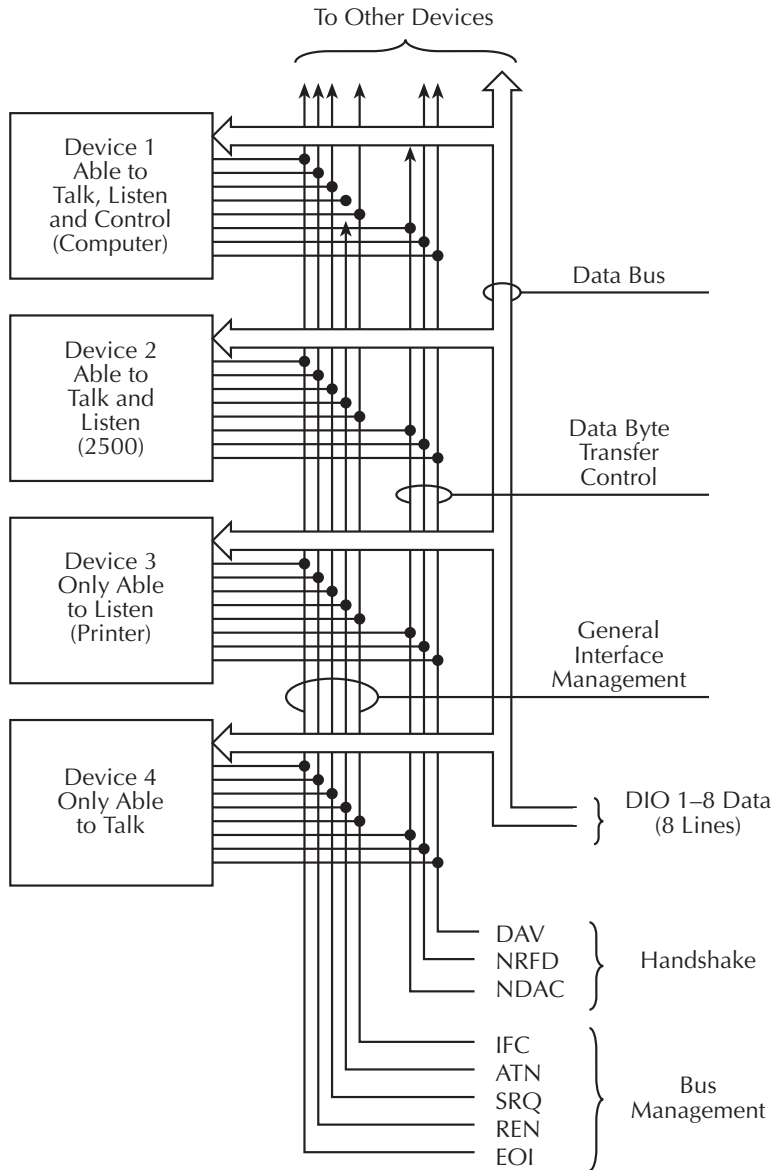 To Other Devices
Device 1
Able to
Talk, Listen
and Control
(Computer)
Data Bus
Device 2
Able to
Talk and
Listen
(2500)
Data Byte
Transfer
Control
Device 3
Only Able
to Listen
(Printer)
General
Interface
Management
Device 4
Only Able
to Talk
DIO 1–8 Data
(8 Lines)
DAV
NRFD
NDAC
Handshake
IFC
ATN
SRQ
REN
EOI
Bus
Management